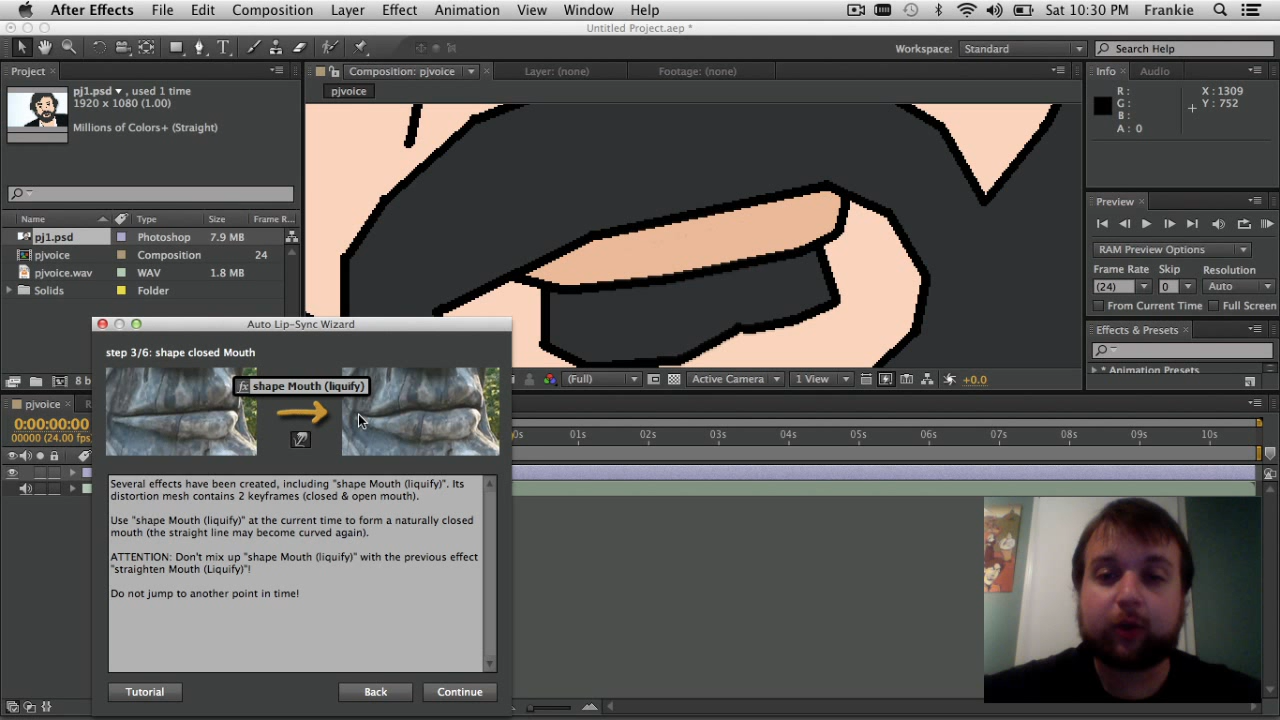 After Effects File Edit Composition Layer Effect Animation View Window Help Sat 10:30 PM Frankie
Untitled Project.aep *
T Workspace: Standard Search Help
Project Composition: pjvoice Layer: (none) Footage: (none) Info Audio
pj1.psd , used 1 time
1920 x 1080 (1.00)
Millions of Colors+ (Straight)
pjvoice
R :
G :
B :
A : 0
X : 1309
Y : 752
Name Type Size Frame R...
pj1.psd Photoshop 7.9 MB
pjvoice Composition 24
pjvoice.wav WAV 1.8 MB
Solids Folder
Preview
RAM Preview Options
Frame Rate Skip Resolution
(24) 0 Auto
From Current Time Full Screen
Effects & Presets
* Animation Presets
8 b
(Full) Active Camera 1 View +0.0
pjvoice
0:00:00:0
00000 (24.00 fps)
0s 01s 02s 03s 04s 05s 06s 07s 08s 09s 10s
Auto Lip-Sync Wizard
step 3/6: shape closed Mouth
fx shape Mouth (liquify)
Several effects have been created, including "shape Mouth (liquify)". Its
distortion mesh contains 2 keyframes (closed & open mouth).
Use "shape Mouth (liquify)" at the current time to form a naturally closed
mouth (the straight line may become curved again).
ATTENTION: Don't mix up "shape Mouth (liquify)" with the previous effect
"straighten Mouth (Liquify)"!
Do not jump to another point in time!
Tutorial Back Continue